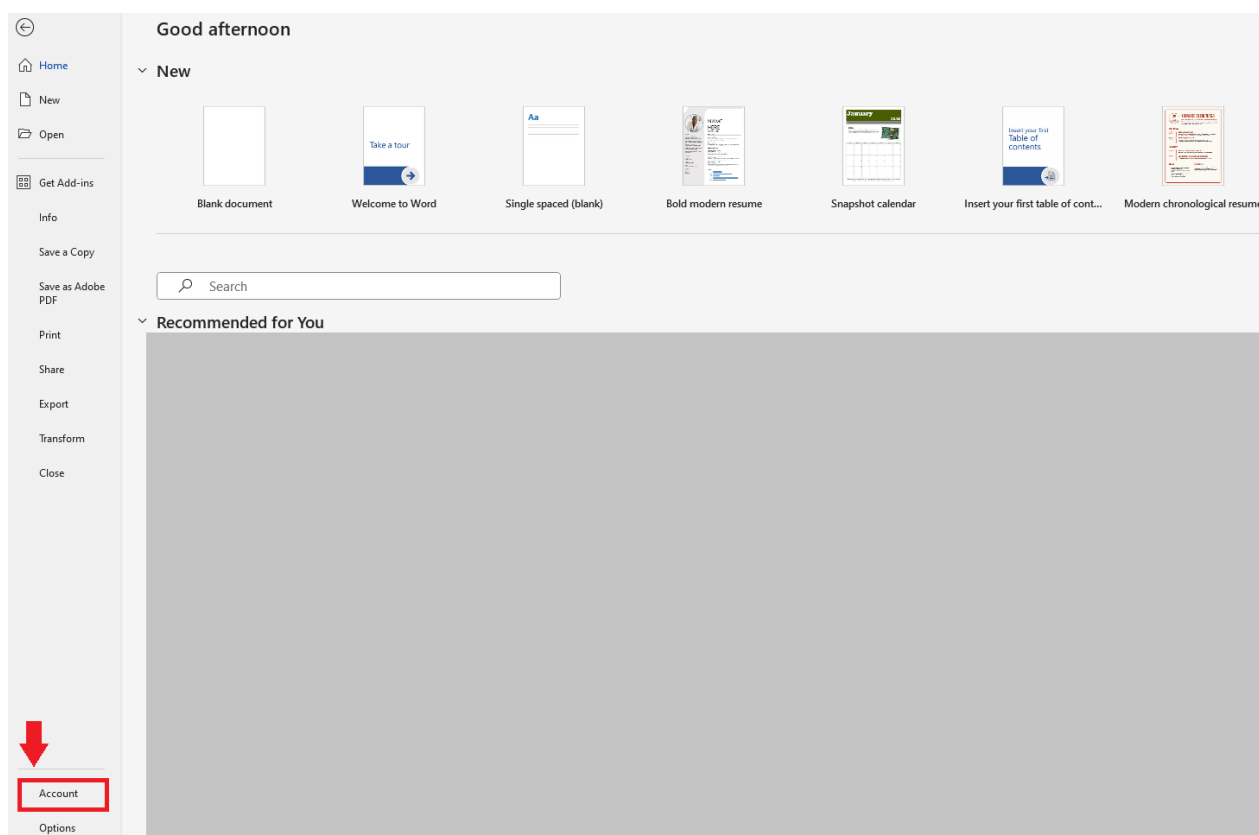 Good afternoon
Home
New
Open
Get Add-ins
Info
Save a Copy
Save as Adobe
PDF
Print
Share
Export
Transform
Close
Account
Options
New
Aa
Take a tour
NAME
HERE
January
Insert your first
Table of
contents
Blank document
Welcome to Word
Single spaced (blank)
Bold modern resume
Snapshot calendar
Insert your first table of cont...
Modern chronological resume
Search
Recommended for You